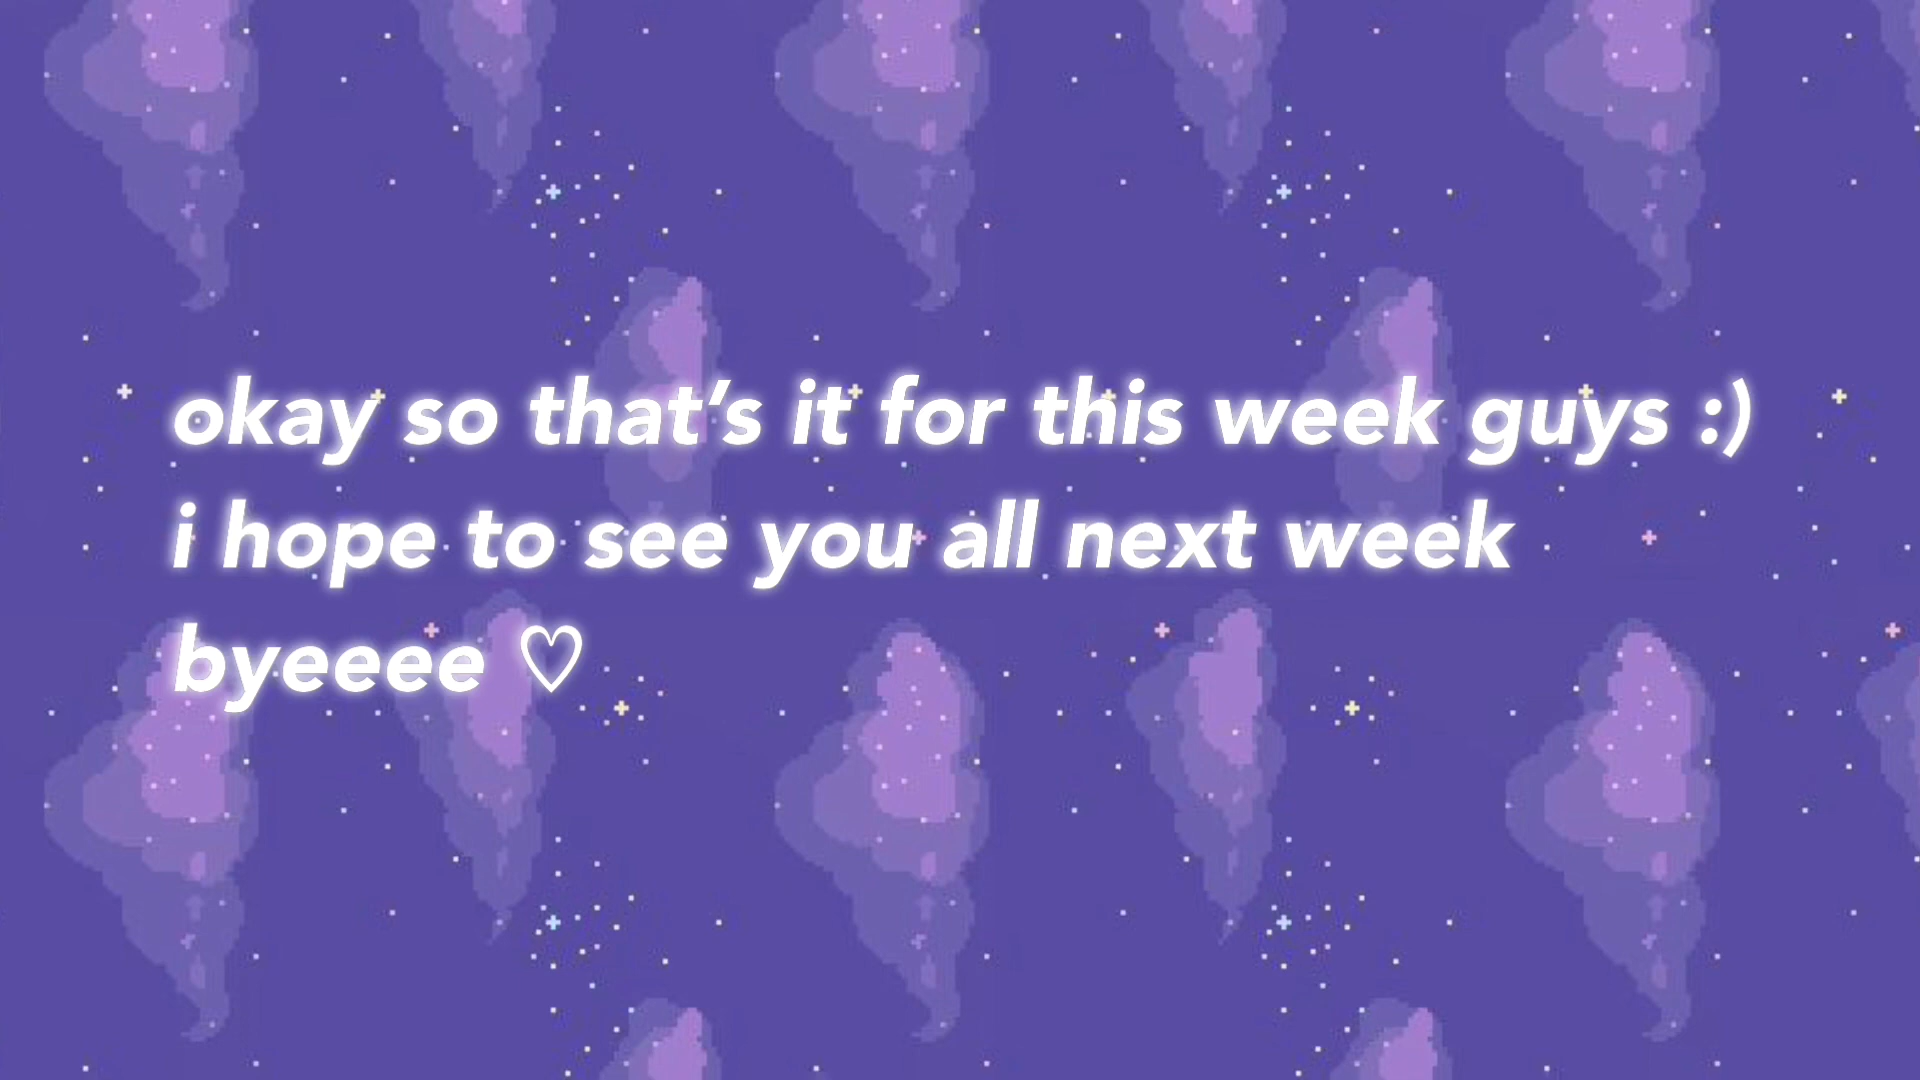 okay so that’s it for this week guys :)
i hope to see you all next week
byeeee ♡